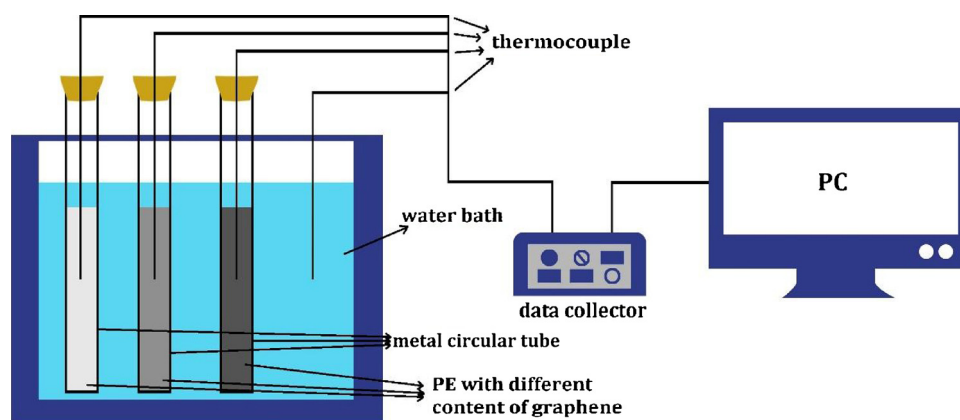 thermocouple
PC
water bath
data collector
metal circular tube
PE with different
content of graphene